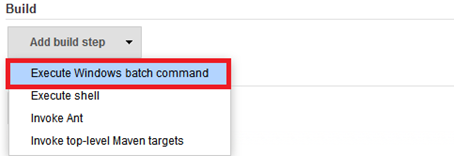 Build
Add build step
Execute Windows batch command
Execute shell
Invoke Ant
Invoke top-level Maven targets